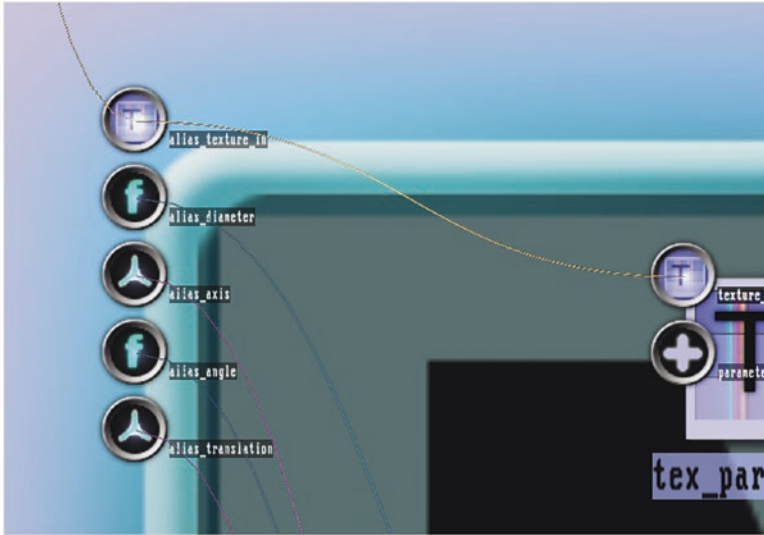 T
alias_texture_in
f
alias_diameter
alias_axis
f
alias_angle
alias_translation
T
texture_
T
paramete
tex_par